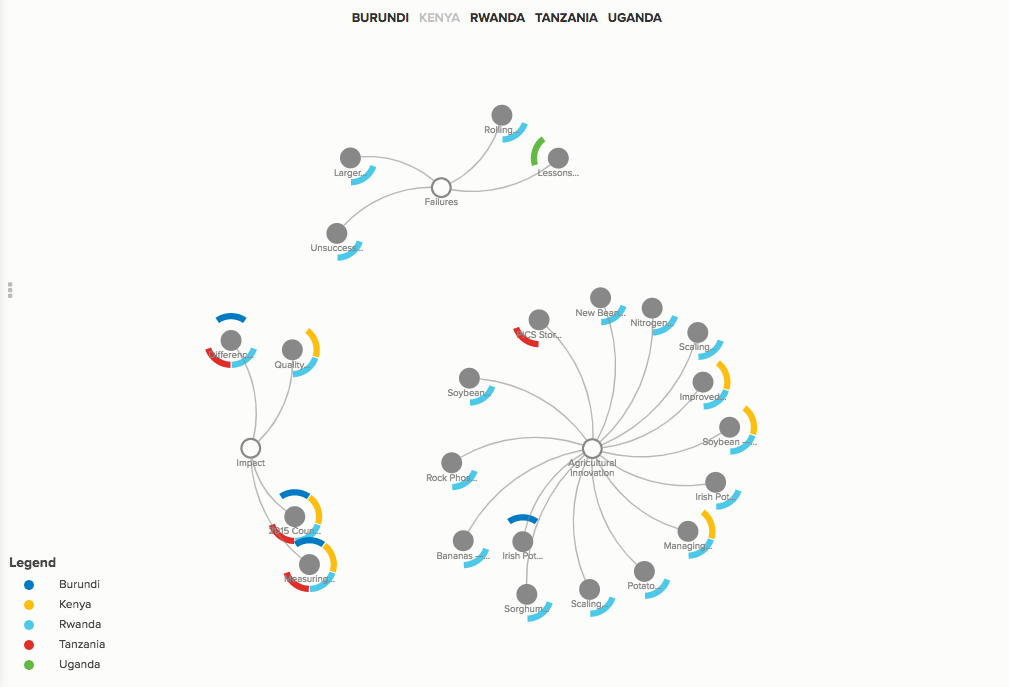 BURUNDI KENYA RWANDA TANZANIA UGANDA
Rolling...
Larger...
Lessons...
Failures
Unsuccess...
New Bean...
Nitrogen...
PICS Stor...
Scaling...
Differenc...
Quality...
Soybean...
Improved...
Soybean —...
Impact
Agricultural
Innovation
Rock Phos...
Irish Pot...
2015 Coun...
Managing...
Bananas —...
Irish Pot...
Measuring...
Potato...
Sorghum...
Scaling...
Legend
Burundi
Kenya
Rwanda
Tanzania
Uganda